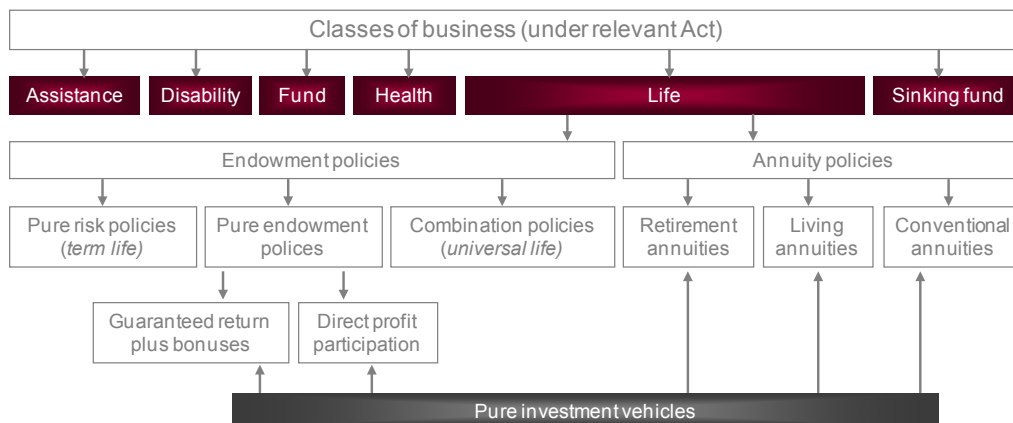 Classes of business (under relevant Act)
Assistance
Disability
Fund
Health
Life
Sinking fund
Endowment policies
Annuity policies
Pure risk policies
(term life)
Pure endowment
polices
Combination policies
(universal life)
Retirement
annuities
Living
annuities
Conventional
annuities
Guaranteed return
plus bonuses
Direct profit
participation
Pure investment vehicles